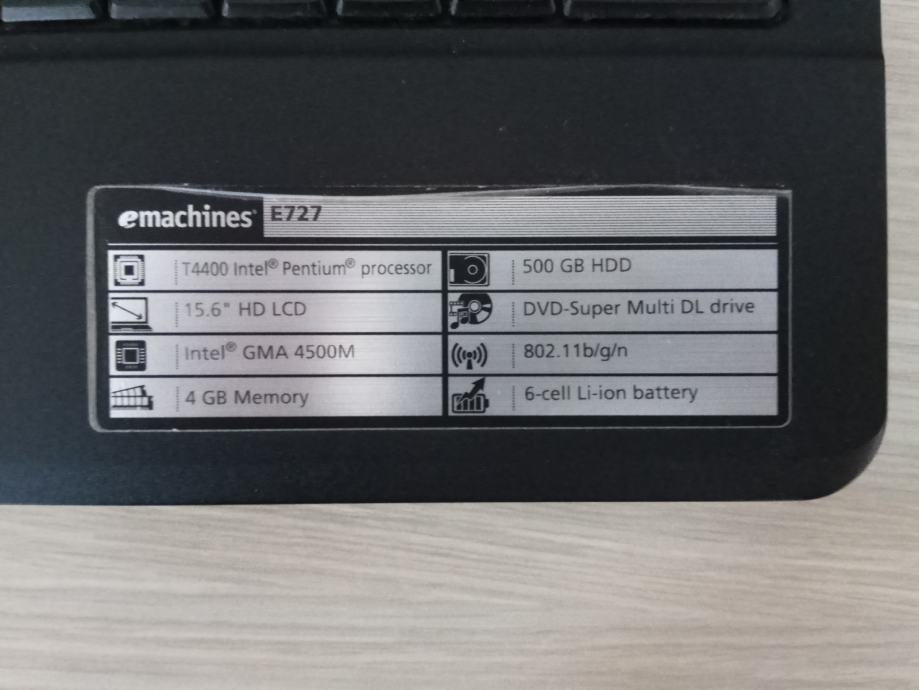 emachines E727
T4400 Intel® Pentium® processor
500 GB HDD
15.6" HD LCD
DVD-Super Multi DL drive
Intel® GMA 4500M
802.11b/g/n
4 GB Memory
6-cell Li-ion battery